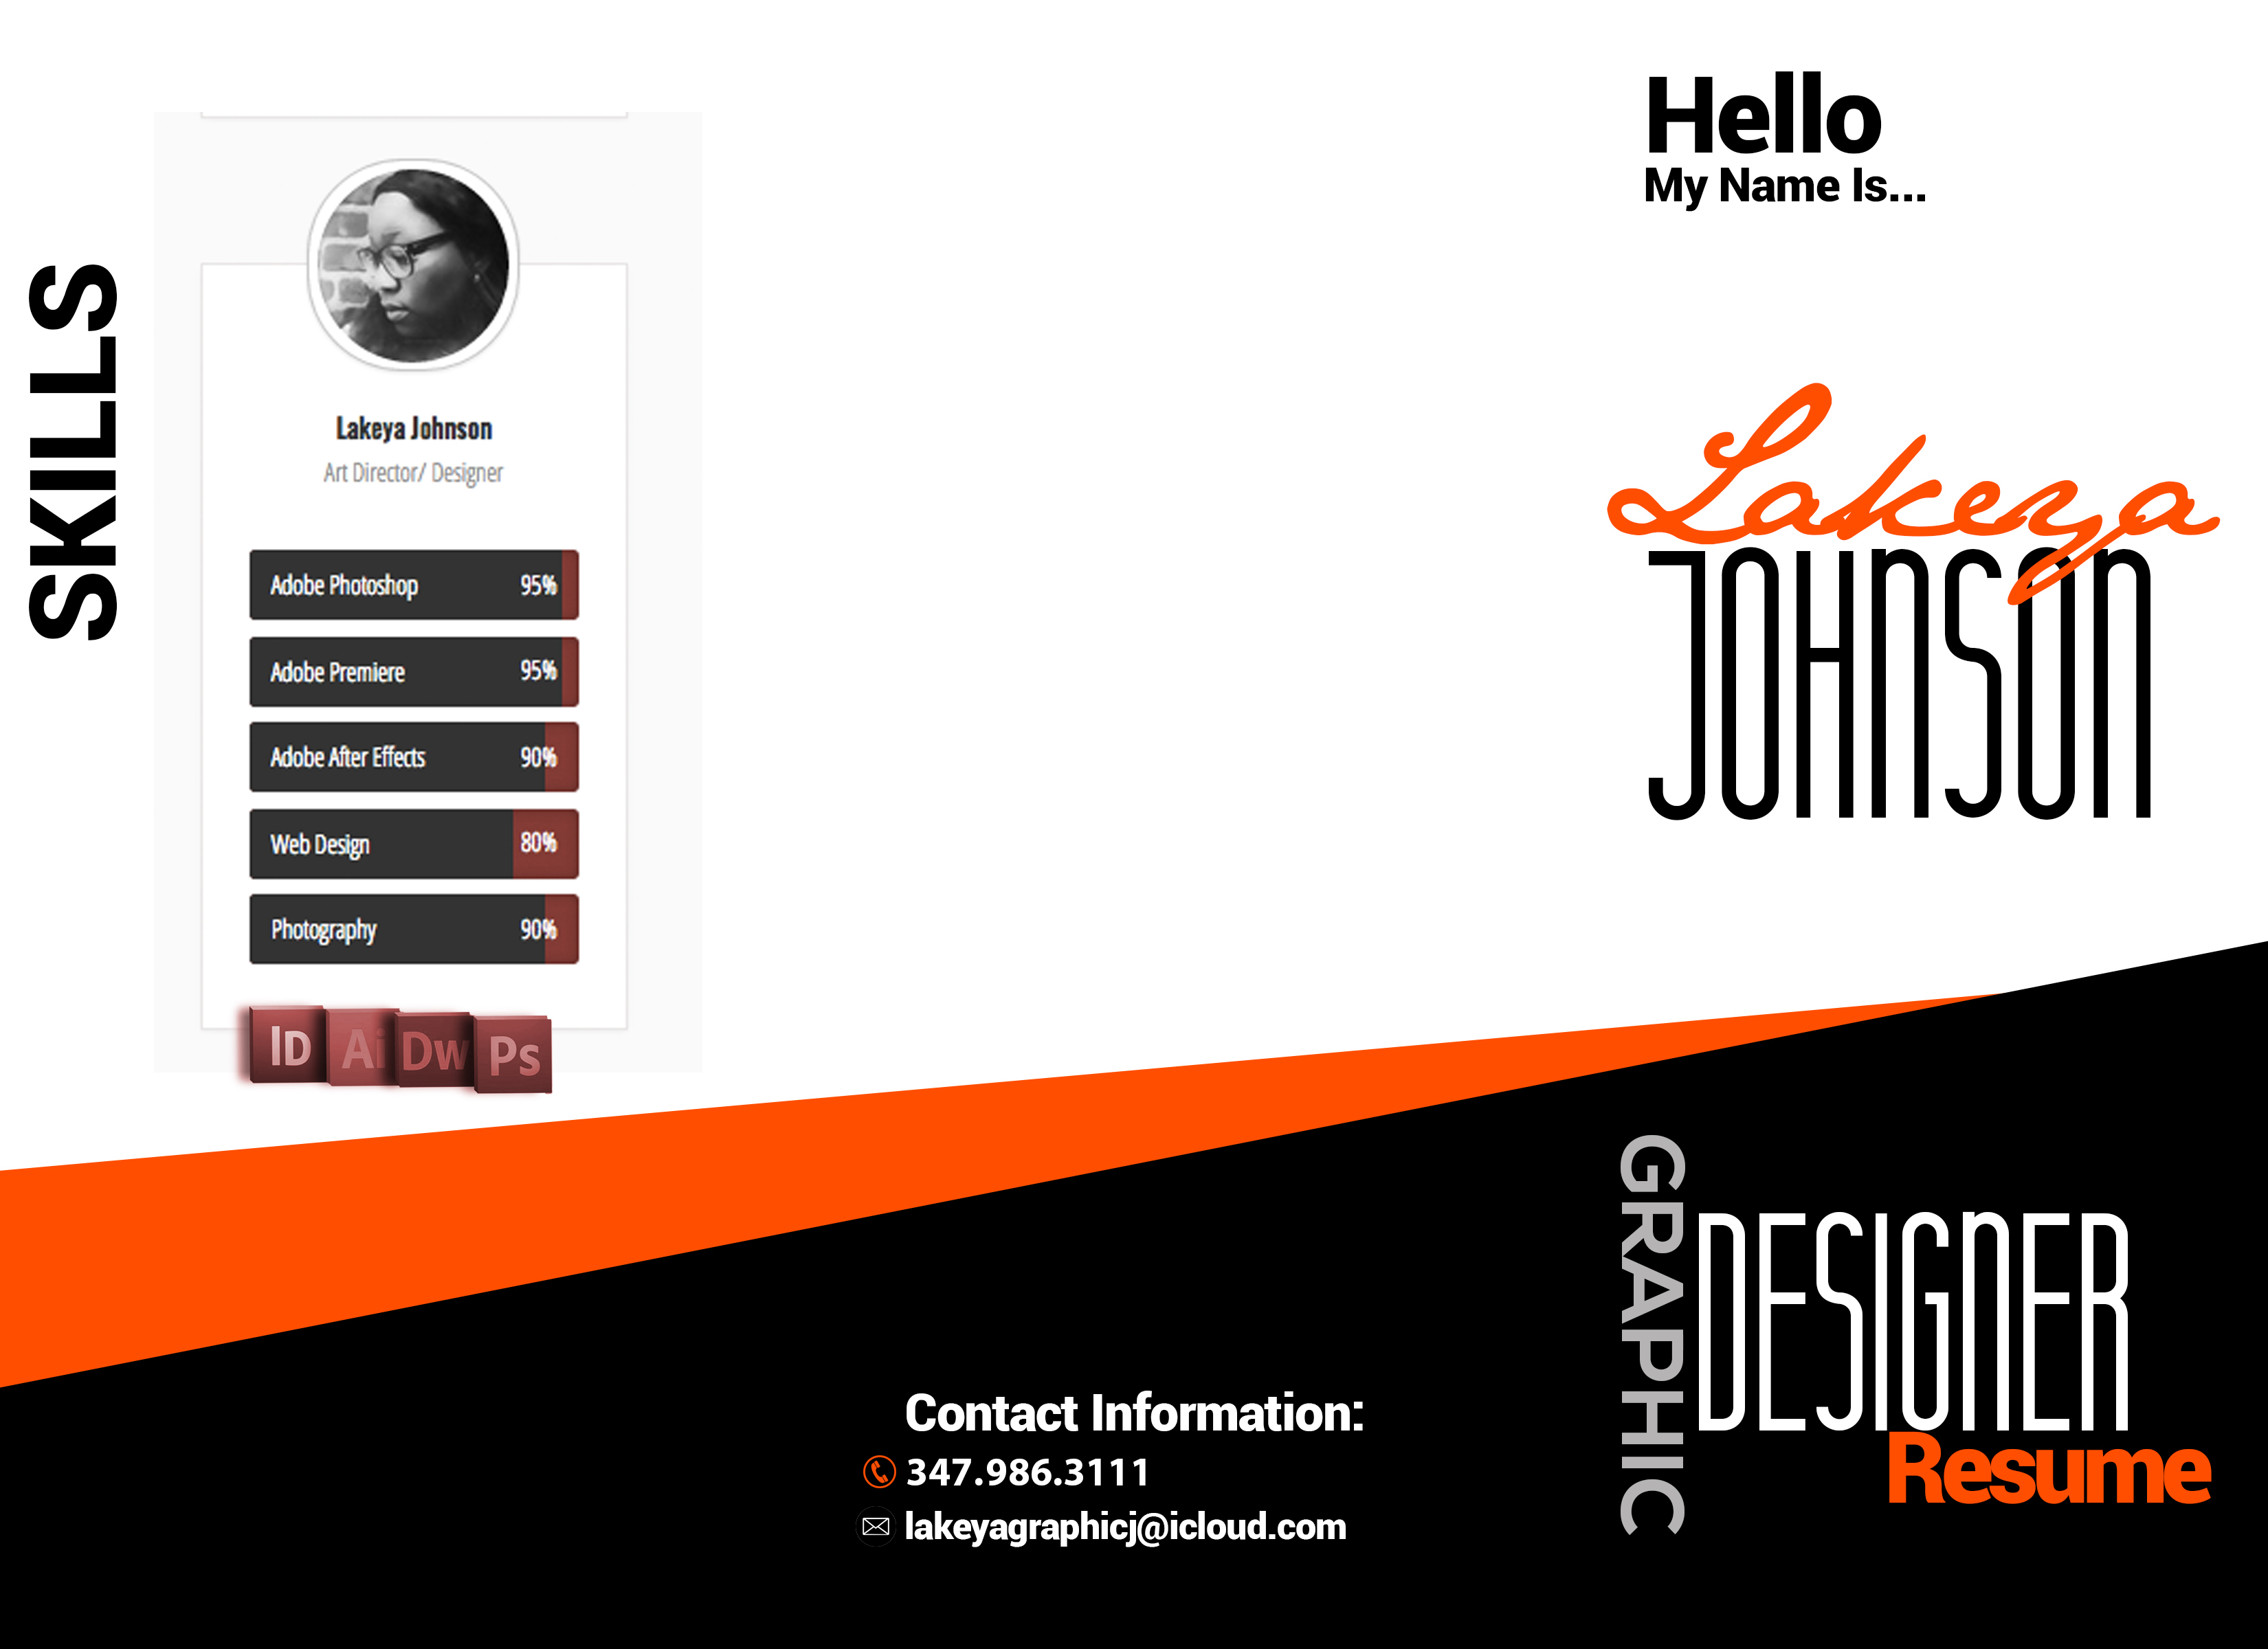 SKILLS
Lakeya Johnson
Art Director/ Designer
Adobe Photoshop 95%
Adobe Premiere 95%
Adobe After Effects 90%
Web Design 80%
Photography 90%
ID Ai Dw Ps
Contact Information:
347.986.3111
lakeyagraphicj@icloud.com
Hello
My Name Is...
Lakeya
JOHNSON
GRAPHIC
DESIGNER
Resume